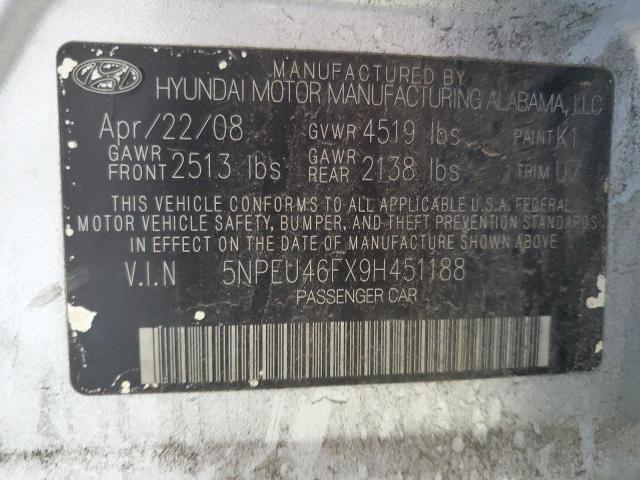 MANUFACTURED BY
HYUNDAI MOTOR MANUFACTURING ALABAMA, LLC
Apr/22/08 GVWR 4519 lbs PAINT K1
GAWR FRONT 2513 lbs GAWR REAR 2138 lbs TRIM U7
THIS VEHICLE CONFORMS TO ALL APPLICABLE U.S.A. FEDERAL
MOTOR VEHICLE SAFETY, BUMPER, AND THEFT PREVENTION STANDARDS
IN EFFECT ON THE DATE OF MANUFACTURE SHOWN ABOVE
V.I.N 5NPEU46FX9H451188
PASSENGER CAR